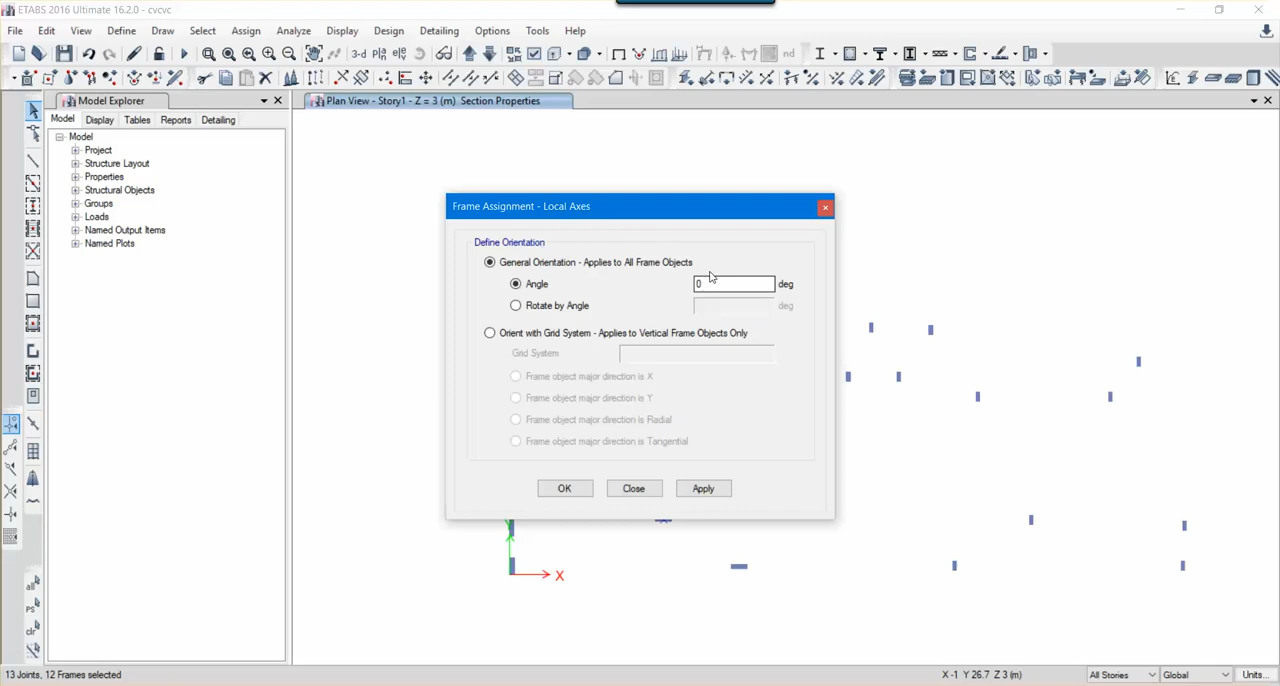 ETABS 2016 Ultimate 16.2.0 - cvcvc
File Edit View Define Draw Select Assign Analyze Display Design Detailing Options Tools Help
3-d nd
Model Explorer
Plan View - Story1 - Z = 3 (m) Section Properties
Model Display Tables Reports Detailing
Model
Project
Structure Layout
Properties
Structural Objects
Groups
Loads
Named Output Items
Named Plots
Frame Assignment - Local Axes
Define Orientation
General Orientation - Applies to All Frame Objects
Angle 0 deg
Rotate by Angle deg
Orient with Grid System - Applies to Vertical Frame Objects Only
Grid System
Frame object major direction is X
Frame object major direction is Y
Frame object major direction is Radial
Frame object major direction is Tangential
OK Close Apply
X
all
ps
clr
13 Joints, 12 Frames selected
X -1 Y 26.7 Z 3 (m)
All Stories Global Units...